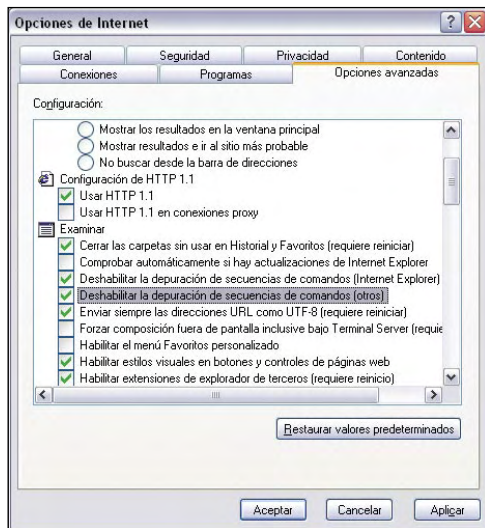 Opciones de Internet
General Seguridad Privacidad Contenido
Conexiones Programas Opciones avanzadas
Configuración:
Mostrar los resultados en la ventana principal
Mostrar resultados e ir al sitio más probable
No buscar desde la barra de direcciones
Configuración de HTTP 1.1
Usar HTTP 1.1
Usar HTTP 1.1 en conexiones proxy
Examinar
Cerrar las carpetas sin usar en Historial y Favoritos (requiere reiniciar)
Comprobar automáticamente si hay actualizaciones de Internet Explorer
Deshabilitar la depuración de secuencias de comandos (Internet Explorer)
Deshabilitar la depuración de secuencias de comandos (otros)
Enviar siempre las direcciones URL como UTF-8 (requiere reiniciar)
Forzar composición fuera de pantalla inclusive bajo Terminal Server (requie
Habilitar el menú Favoritos personalizado
Habilitar estilos visuales en botones y controles de páginas web
Habilitar extensiones de explorador de terceros (requiere reinicio)
Restaurar valores predeterminados
Aceptar Cancelar Aplicar